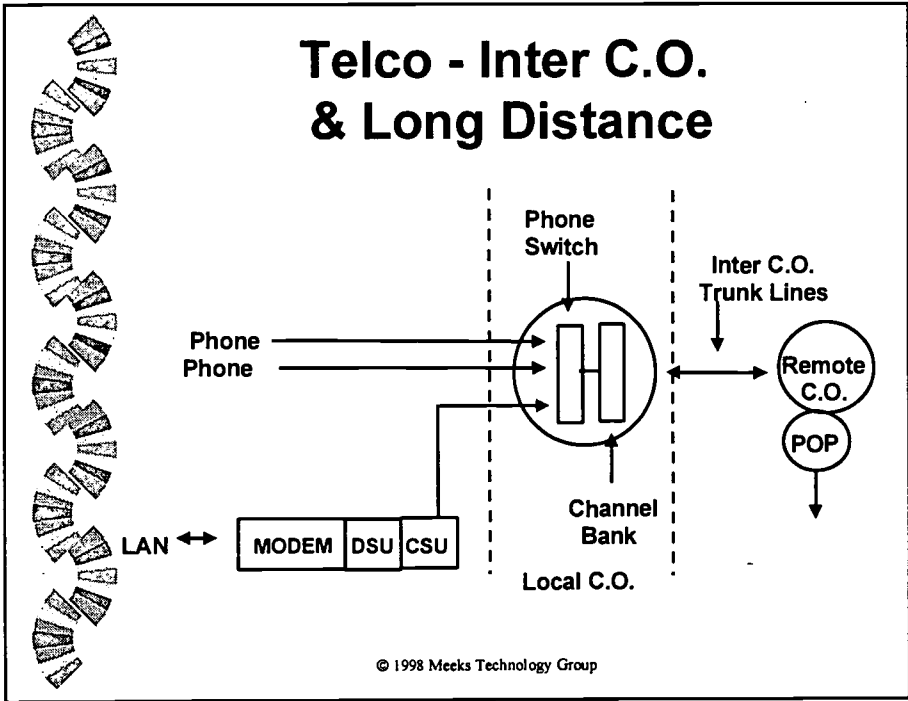 Telco - Inter C.O.
& Long Distance
Phone
Switch
Inter C.O.
Trunk Lines
Phone
Phone
Remote
C.O.
POP
Channel
Bank
LAN
MODEM DSU CSU
Local C.O.
© 1998 Meeks Technology Group